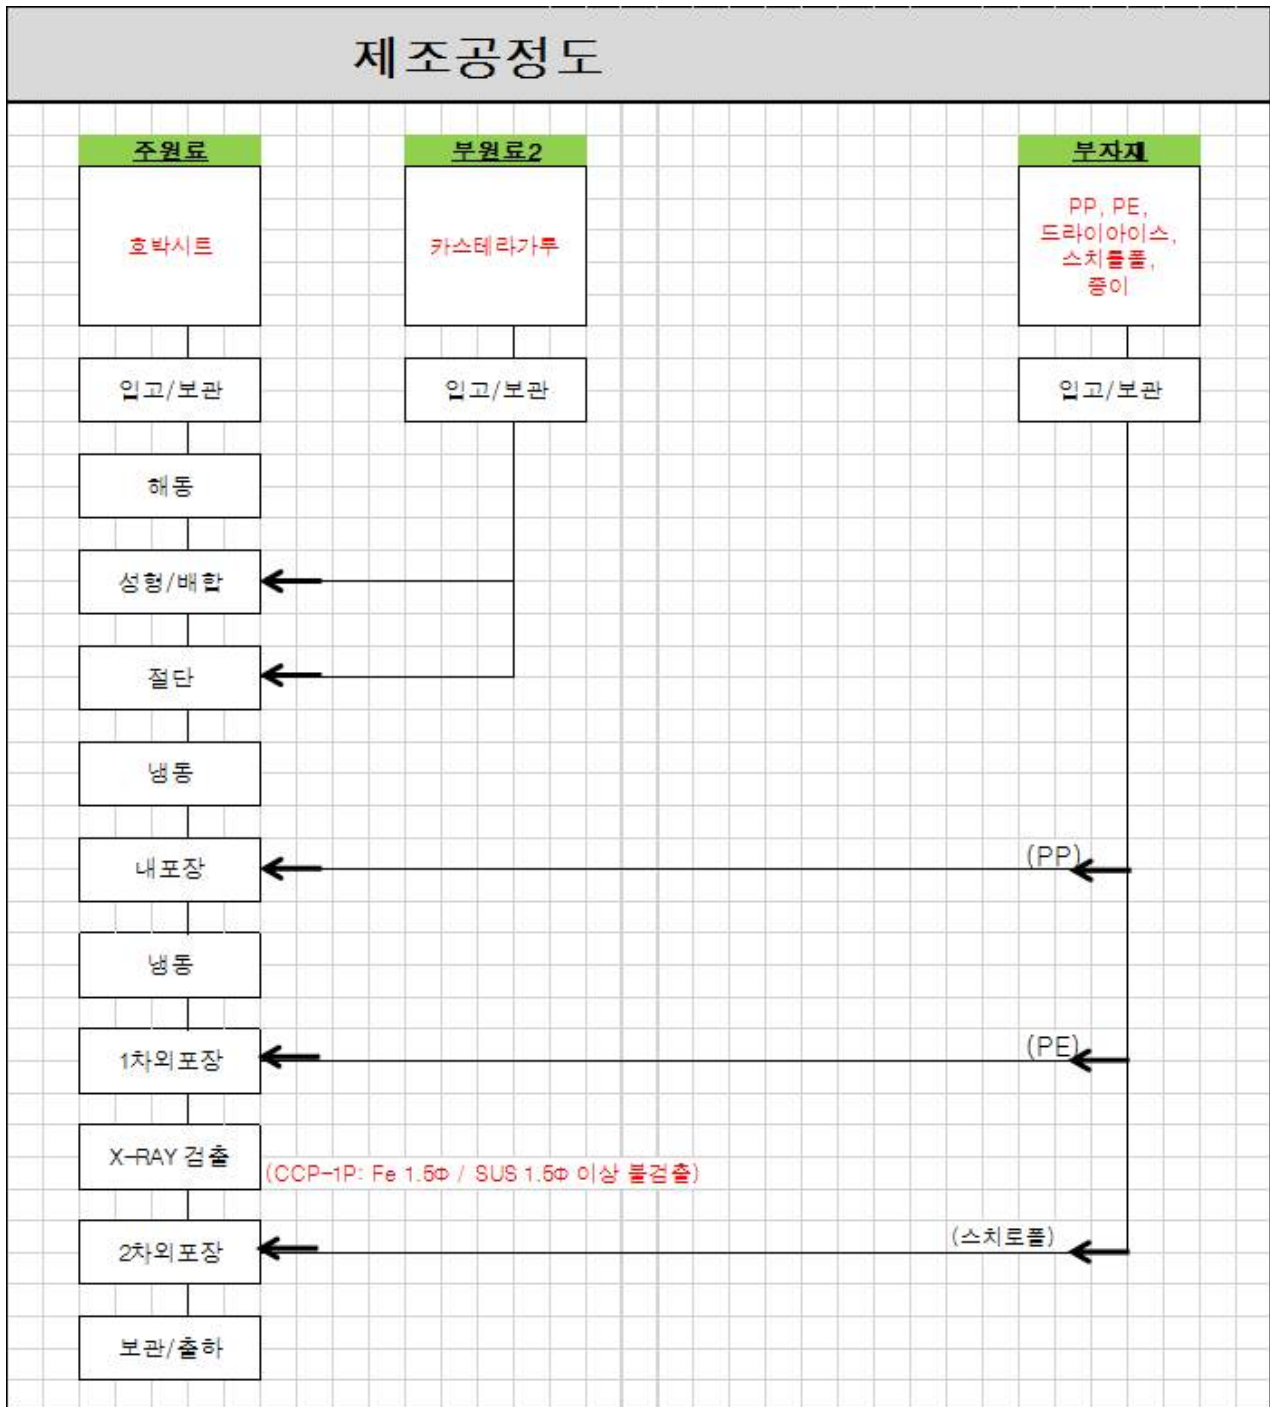 제조공정도
주원료
부원료2
부자재
호박시트
카스테라가루
PP, PE,
드라이아이스,
스치롤폴,
종이
입고/보관
입고/보관
입고/보관
해동
성형/배합
절단
냉동
내포장
(PP)
냉동
1차외포장
(PE)
X-RAY 검출
(CCP-1P: Fe 1.5Φ / SUS 1.5Φ 이상 불검출)
2차외포장
(스치로폴)
보관/출하